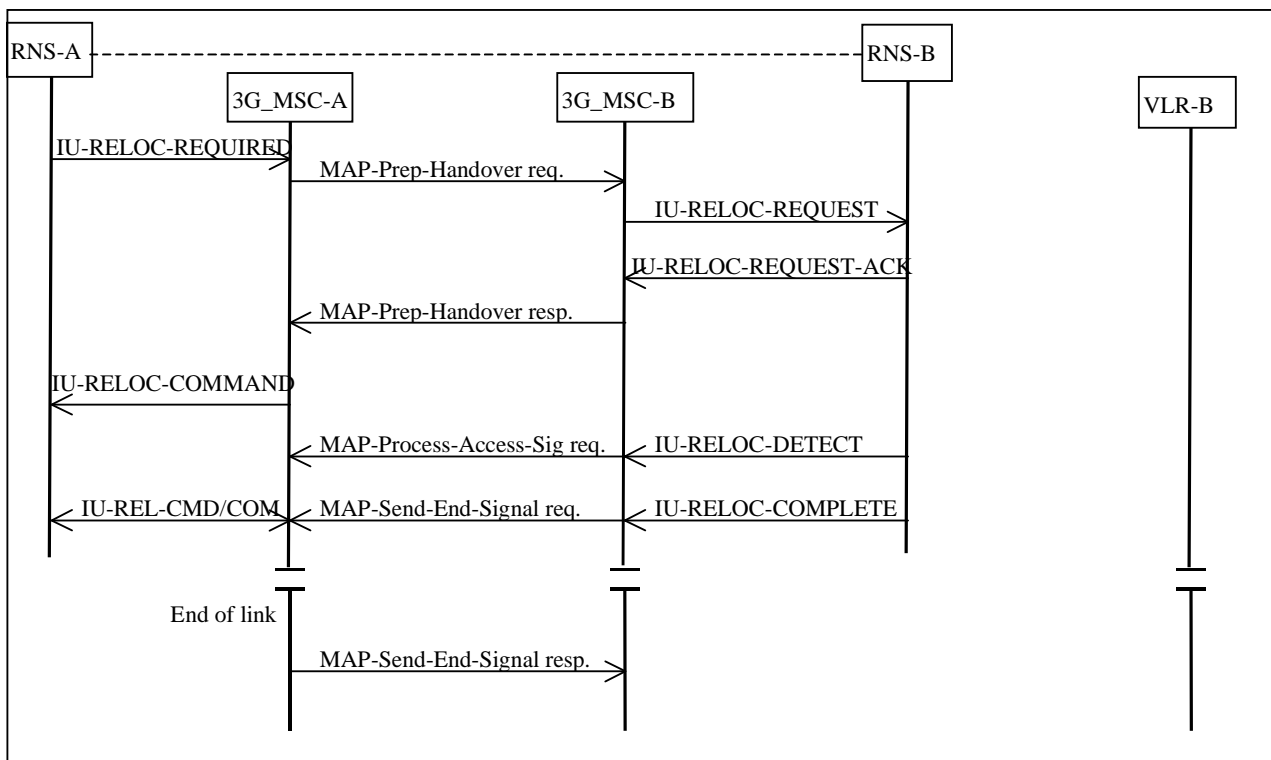 RNS-A
RNS-B
3G_MSC-A
3G_MSC-B
VLR-B
IU-RELOC-REQUIRED
MAP-Prep-Handover req.
IU-RELOC-REQUEST
IU-RELOC-REQUEST-ACK
MAP-Prep-Handover resp.
IU-RELOC-COMMAND
MAP-Process-Access-Sig req.
IU-RELOC-DETECT
IU-REL-CMD/COM
MAP-Send-End-Signal req.
IU-RELOC-COMPLETE
End of link
MAP-Send-End-Signal resp.